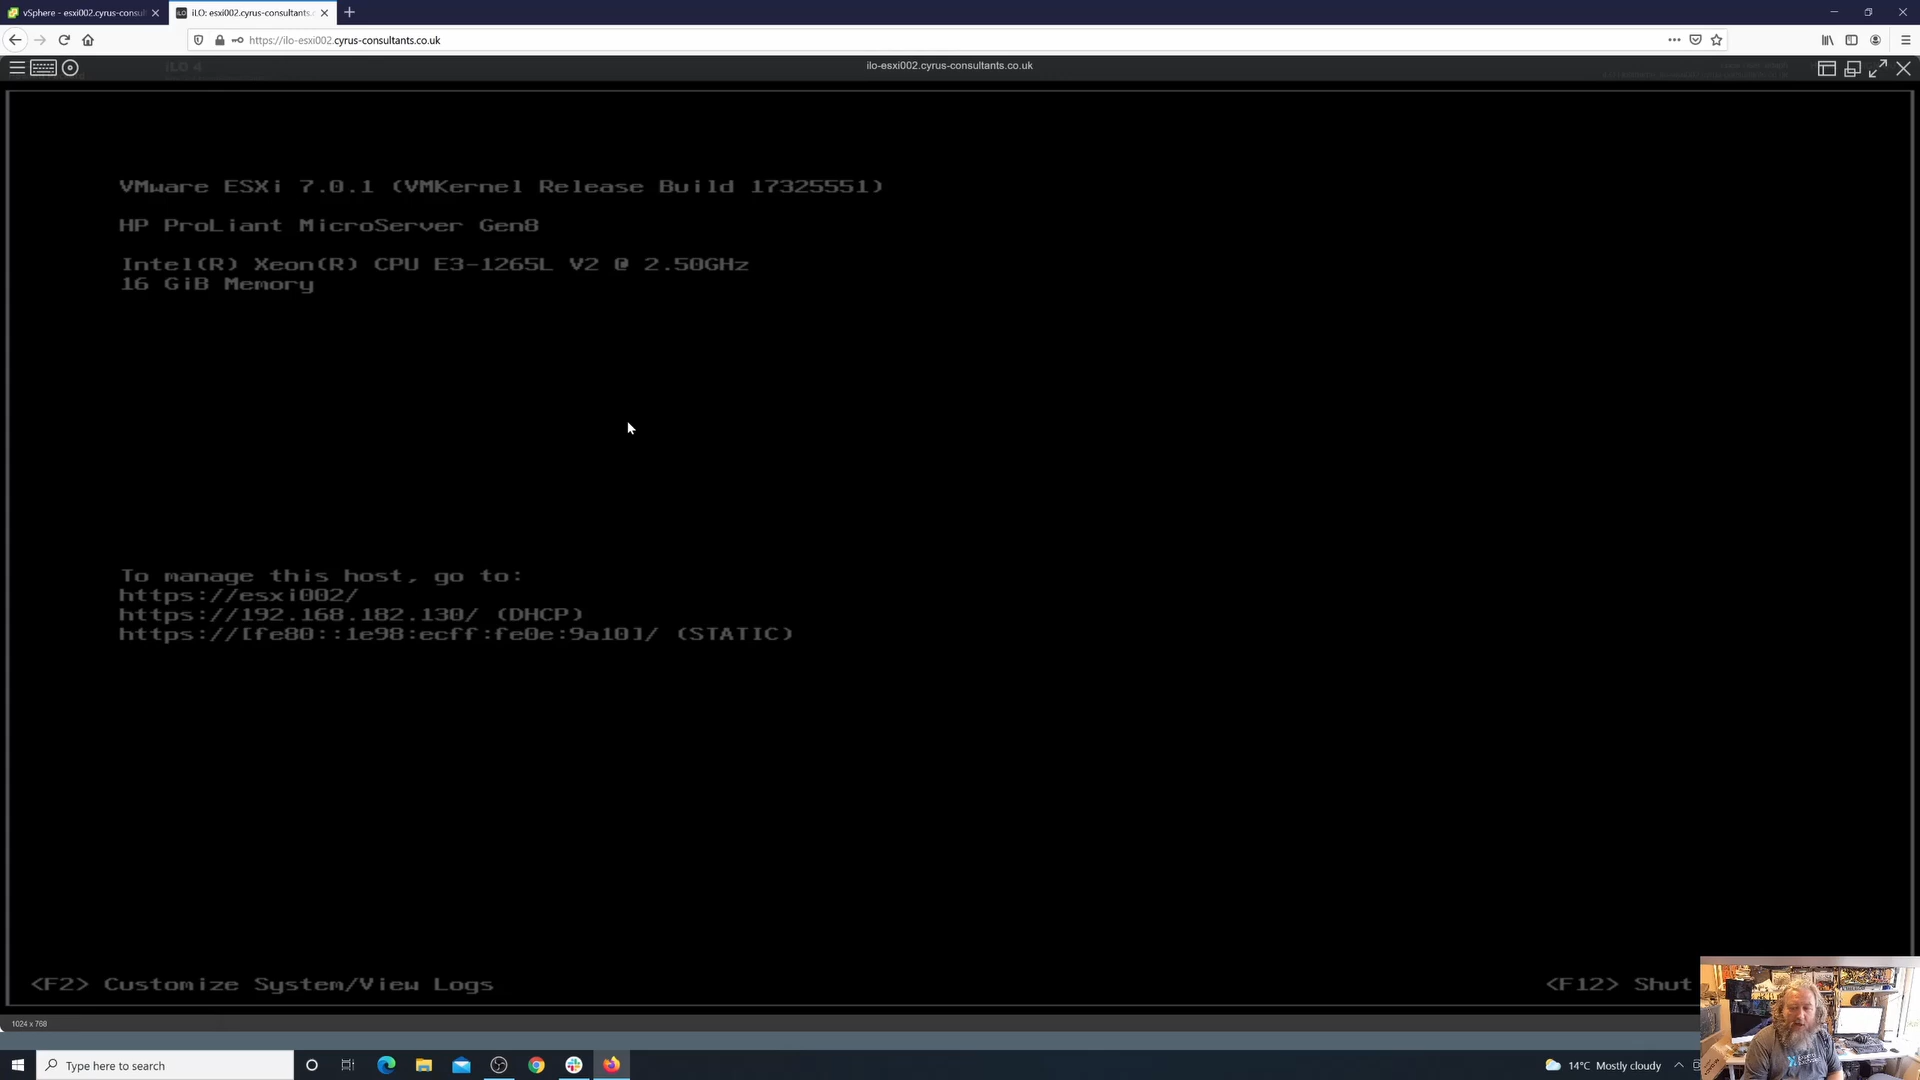 vSphere - esxi002.cyrus-consult
iLO: esxi002.cyrus-consultants.
https://ilo-esxi002.cyrus-consultants.co.uk
iLO 4
ilo-esxi002.cyrus-consultants.co.uk
VMware ESXi 7.0.1 (VMKernel Release Build 17325551)
HP ProLiant MicroServer Gen8
Intel(R) Xeon(R) CPU E3-1265L V2 @ 2.50GHz
16 GiB Memory
To manage this host, go to:
https://esxi002/
https://192.168.182.130/ (DHCP)
https://[fe80::1e98:ecff:fe0e:9a10]/ (STATIC)
<F2> Customize System/View Logs
<F12> Shut
1024 x 768
Type here to search
14°C Mostly cloudy